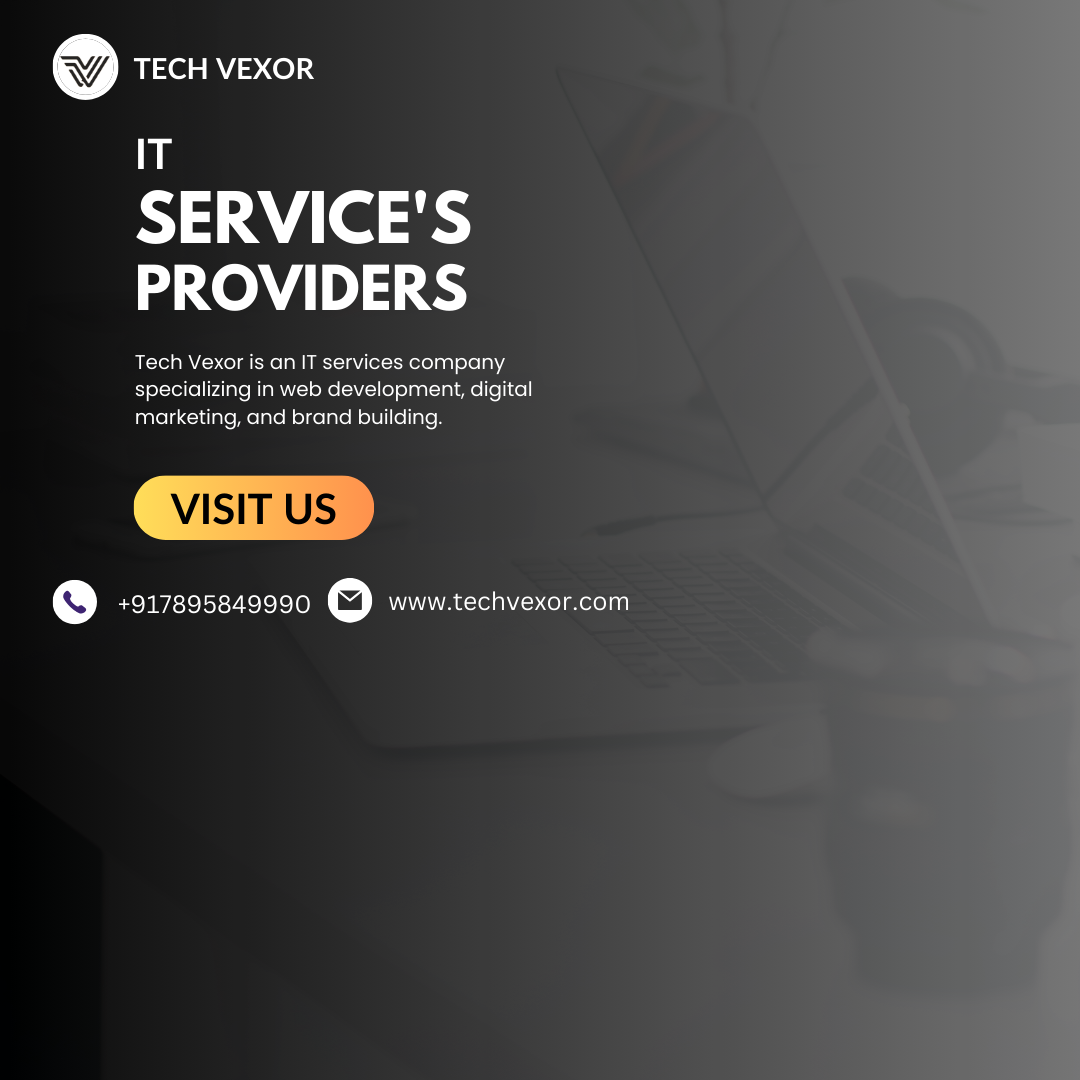 TECH VEXOR
IT
SERVICE'S
PROVIDERS
Tech Vexor is an IT services company
specializing in web development, digital
marketing, and brand building.
VISIT US
+917895849990
www.techvexor.com